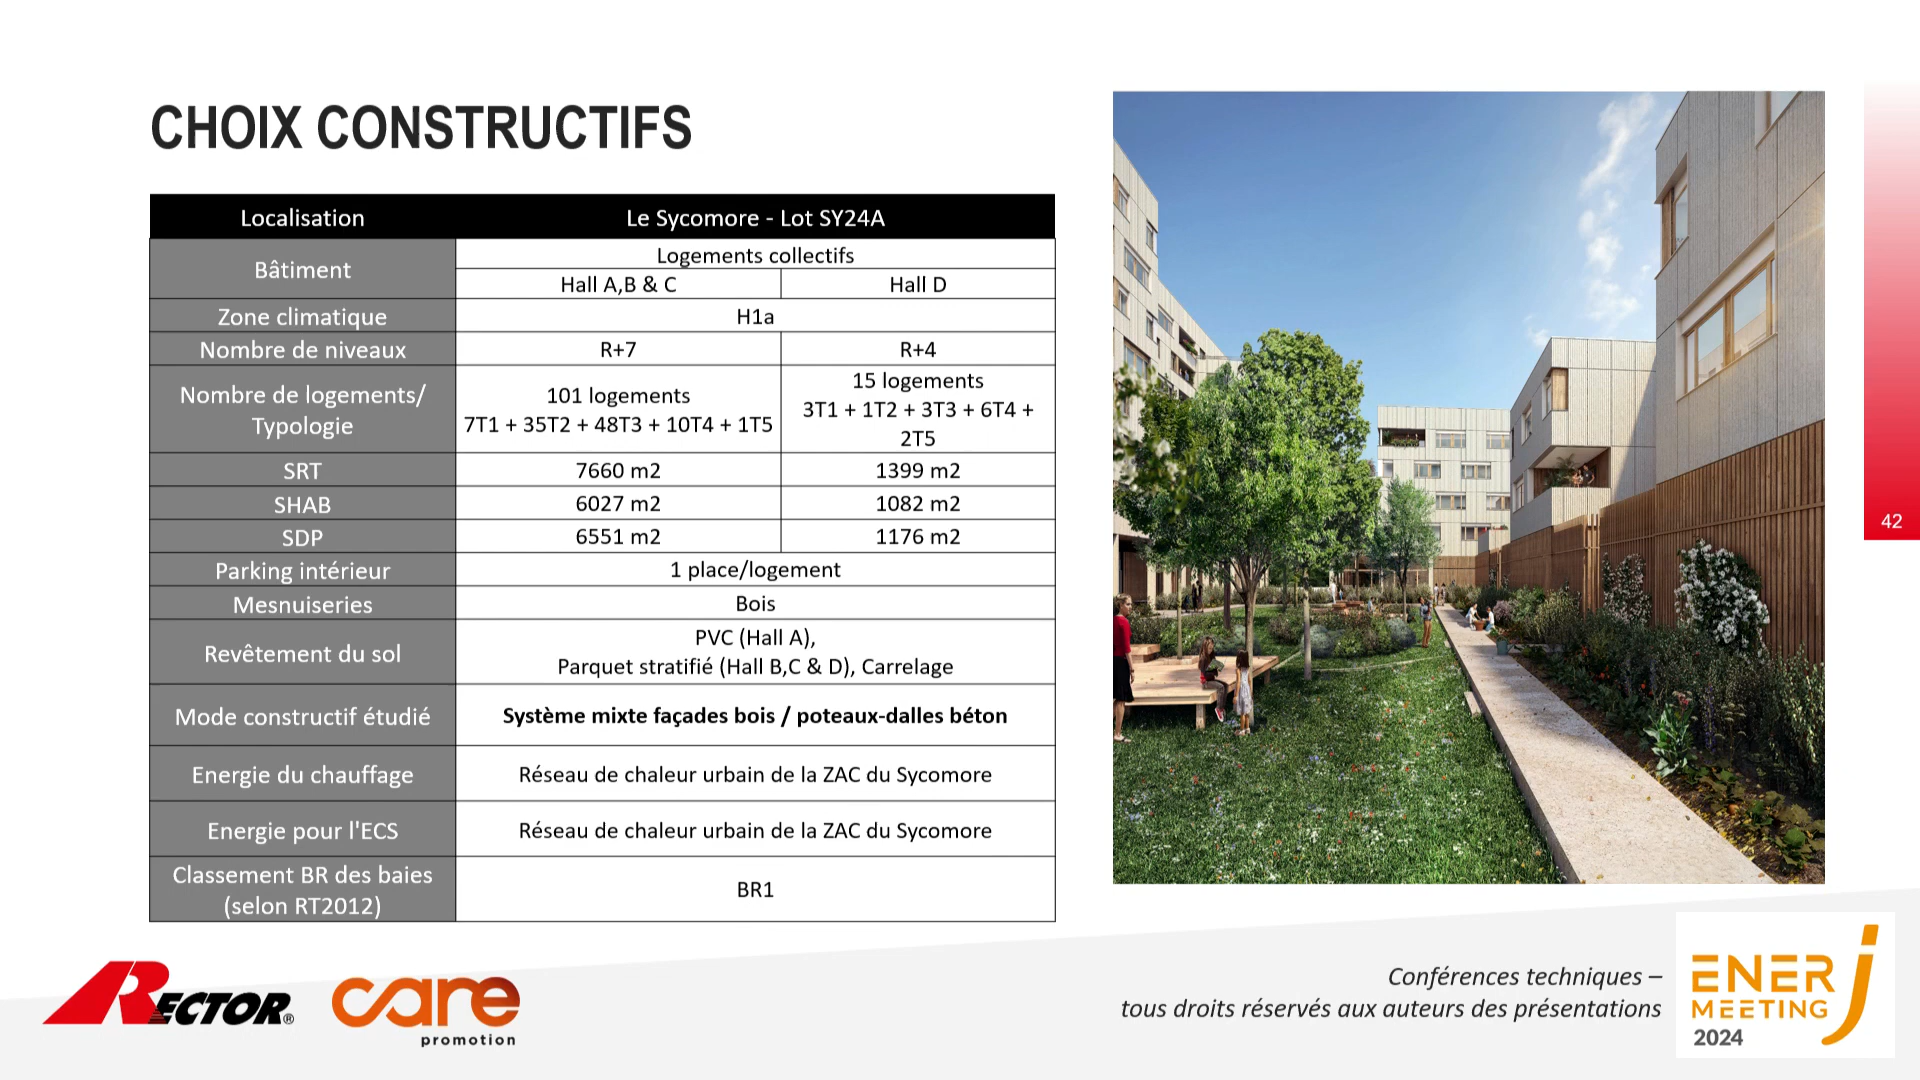 CHOIX CONSTRUCTIFS
Localisation
Le Sycomore - Lot SY24A
Bâtiment
Logements collectifs
Hall A,B & C
Hall D
Zone climatique
H1a
Nombre de niveaux
R+7
R+4
Nombre de logements/
Typologie
101 logements
7T1 + 35T2 + 48T3 + 10T4 + 1T5
15 logements
3T1 + 1T2 + 3T3 + 6T4 +
2T5
SRT
7660 m2
1399 m2
SHAB
6027 m2
1082 m2
SDP
6551 m2
1176 m2
Parking intérieur
1 place/logement
Mesnuiseries
Bois
Revêtement du sol
PVC (Hall A),
Parquet stratifié (Hall B,C & D), Carrelage
Mode constructif étudié
Système mixte façades bois / poteaux-dalles béton
Energie du chauffage
Réseau de chaleur urbain de la ZAC du Sycomore
Energie pour l'ECS
Réseau de chaleur urbain de la ZAC du Sycomore
Classement BR des baies
(selon RT2012)
BR1
42
RECTOR®
care
promotion
Conférences techniques –
tous droits réservés aux auteurs des présentations
ENERJ
MEETING
2024